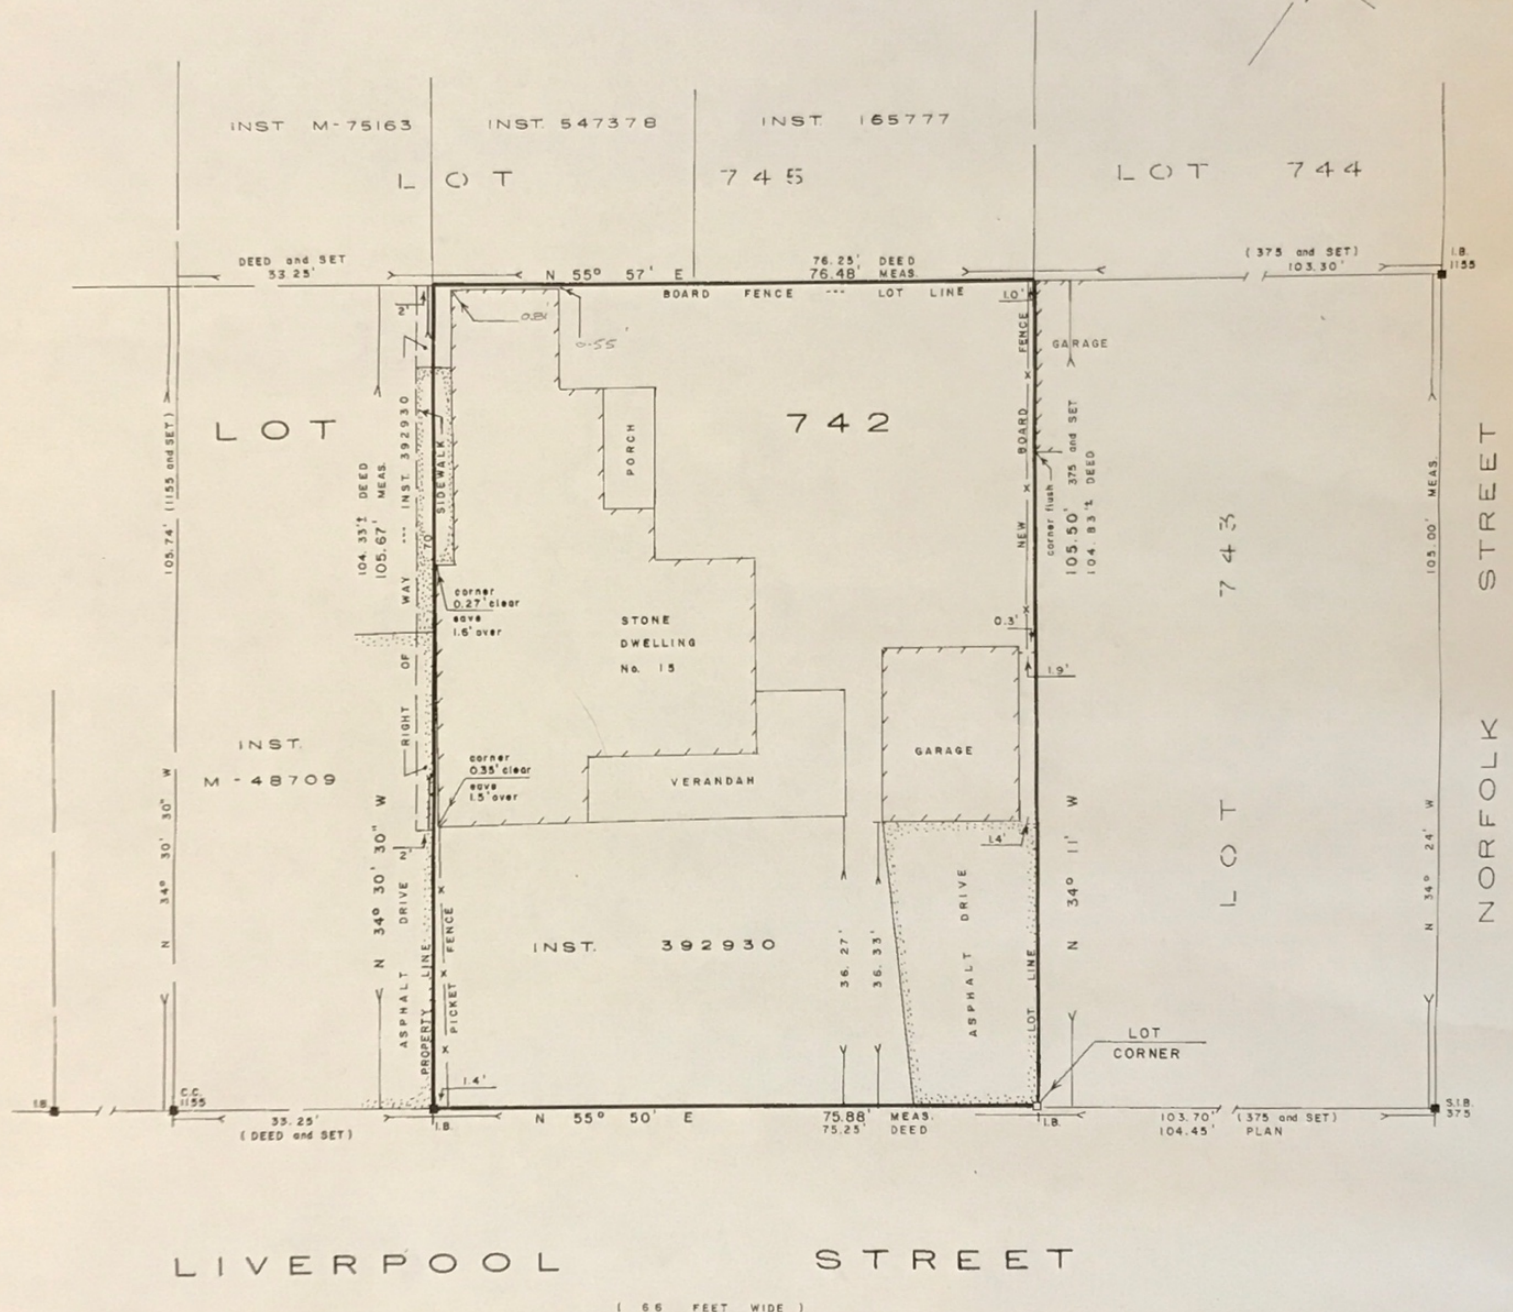 INST M-75163
INST. 547378
INST. 165777
LOT 745
LOT 744
DEED and SET
33.25'
N 55° 57' E
76.25' DEED
76.48' MEAS.
(375 and SET)
103.30'
I.B.
1155
BOARD FENCE --- LOT LINE
1.0'
2'
0.55'
GARAGE
LOT
742
PORCH
SIDEWALK
NEW x BOARD x FENCE
corner flush
105.50' 375 and SET
104.83'± DEED
105.74' (1155 and SET)
104.33'± DEED
105.67' MEAS.
RIGHT OF WAY --- INST. 392930
105.00' MEAS.
NORFOLK STREET
LOT 743
corner
0.27' clear
eave
1.6' over
STONE
DWELLING
No. 15
0.3'
1.9'
INST.
M-48709
corner
0.35' clear
eave
1.5' over
VERANDAH
GARAGE
2'
1.4'
N 34° 30' 30" W
N 34° 30' 30" W
ASPHALT DRIVE
PROPERTY LINE
PICKET x FENCE x
INST. 392930
36.27'
36.33'
ASPHALT DRIVE
LOT LINE
N 34° 11' W
N 34° 24' W
LOT
CORNER
1.4'
I.B.
C.C.
1155
33.25'
(DEED and SET)
I.B.
N 55° 50' E
75.88' MEAS.
75.25' DEED
I.B.
103.70' (375 and SET)
104.45' PLAN
S.I.B.
375
LIVERPOOL STREET
( 66 FEET WIDE )